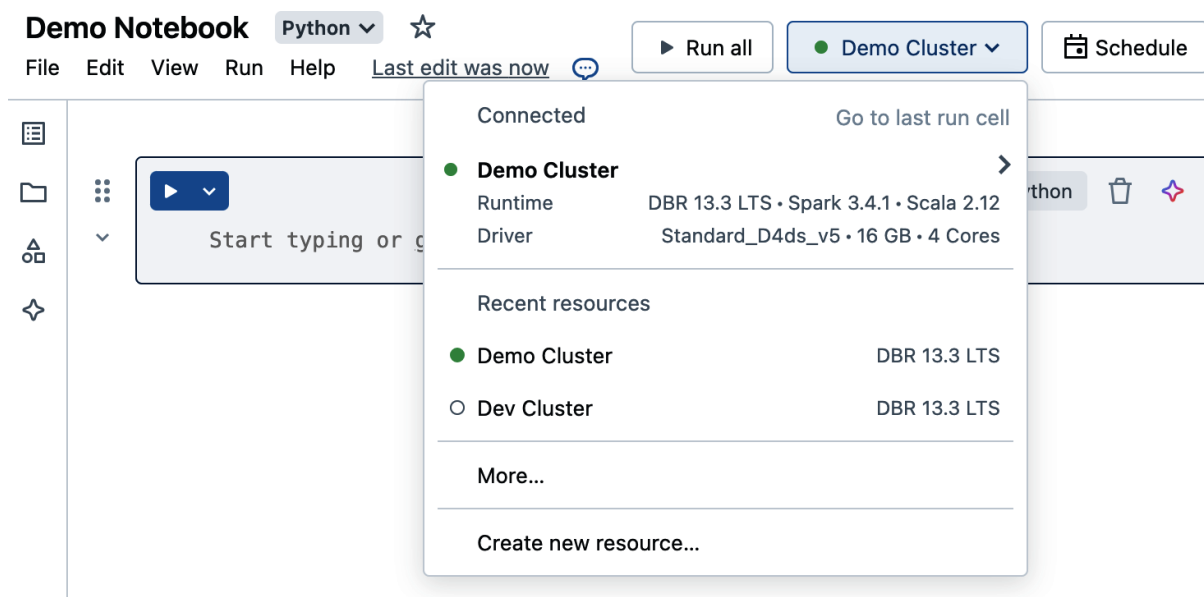 Demo Notebook Python
Run all Demo Cluster Schedule
File Edit View Run Help Last edit was now
Connected Go to last run cell
Demo Cluster
Runtime DBR 13.3 LTS • Spark 3.4.1 • Scala 2.12
thon
Driver Standard_D4ds_v5 • 16 GB • 4 Cores
Start typing or g
Recent resources
Demo Cluster DBR 13.3 LTS
Dev Cluster DBR 13.3 LTS
More...
Create new resource...